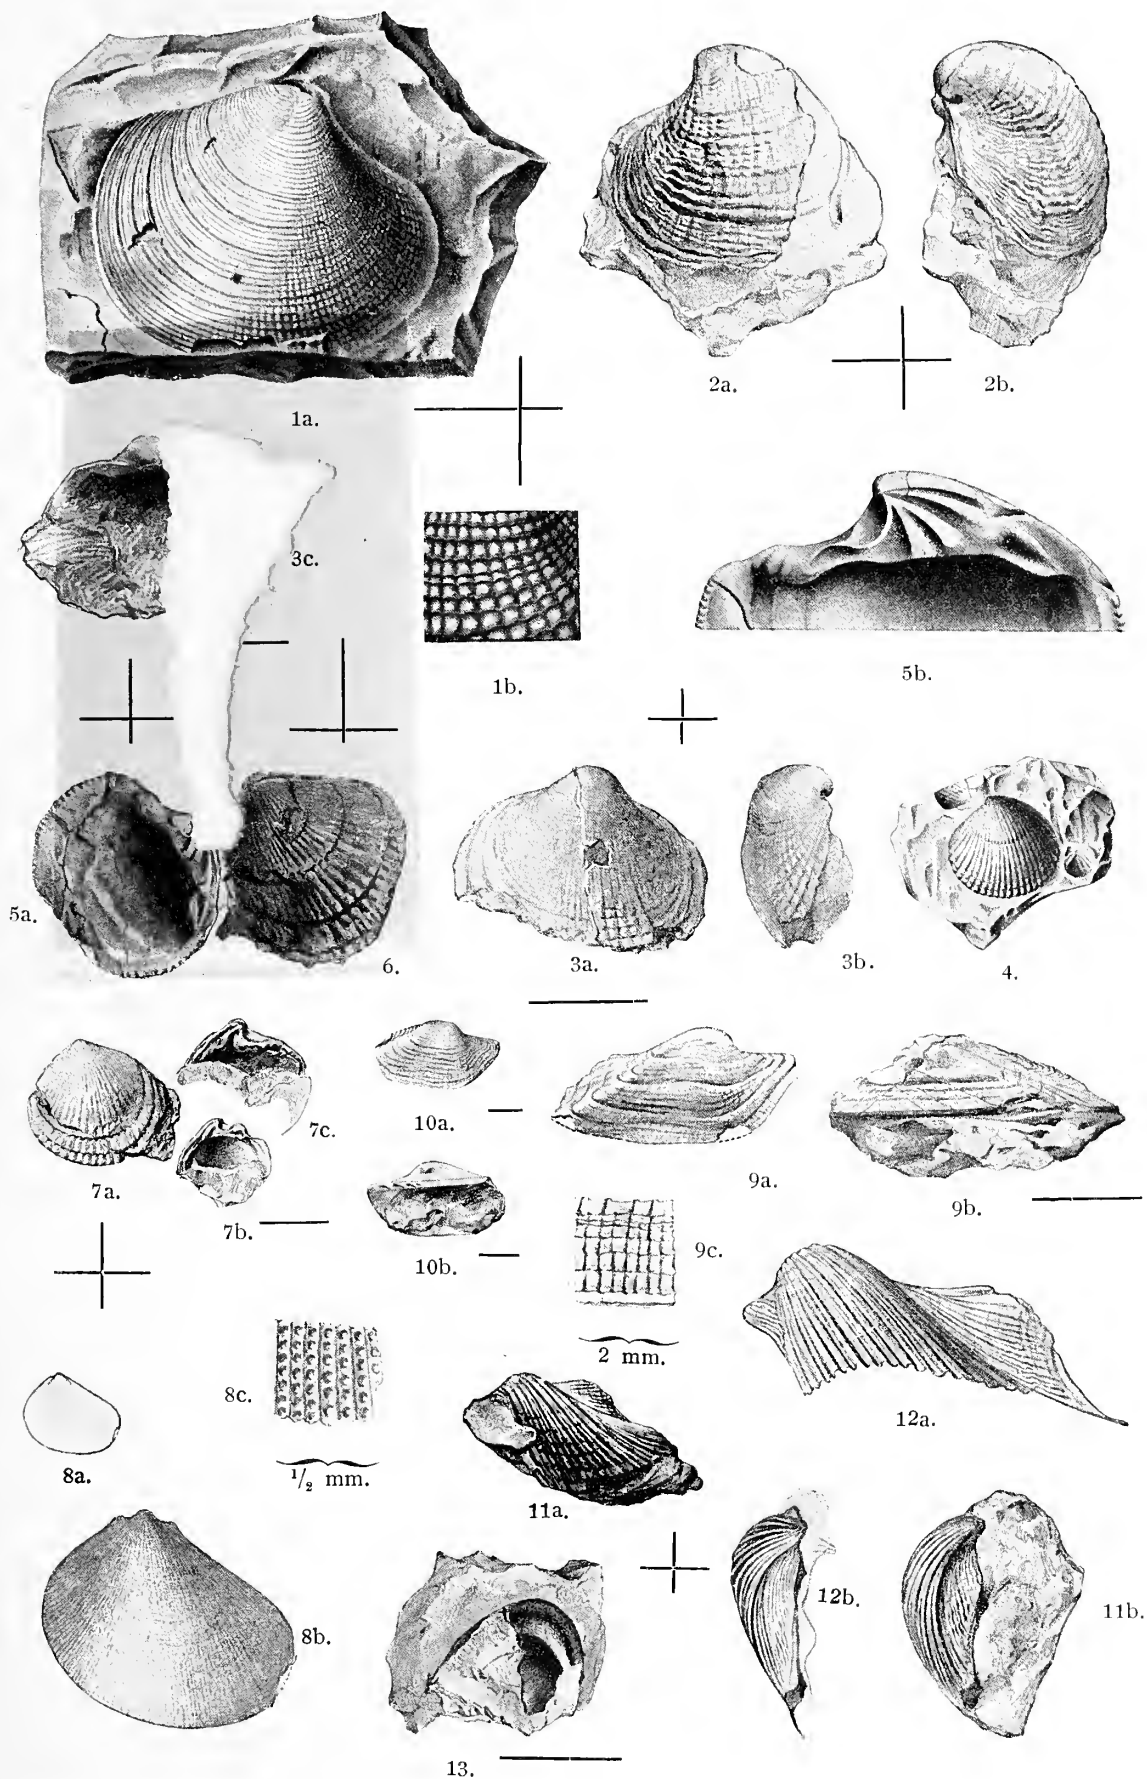 1a.
2a.
2b.
3c.
1b.
5b.
5a.
6.
3a.
3b.
4.
7a.
7c.
7b.
10a.
10b.
9a.
9b.
9c.
2 mm.
8a.
8c.
1/2 mm.
11a.
12a.
8b.
12b.
11b.
13.